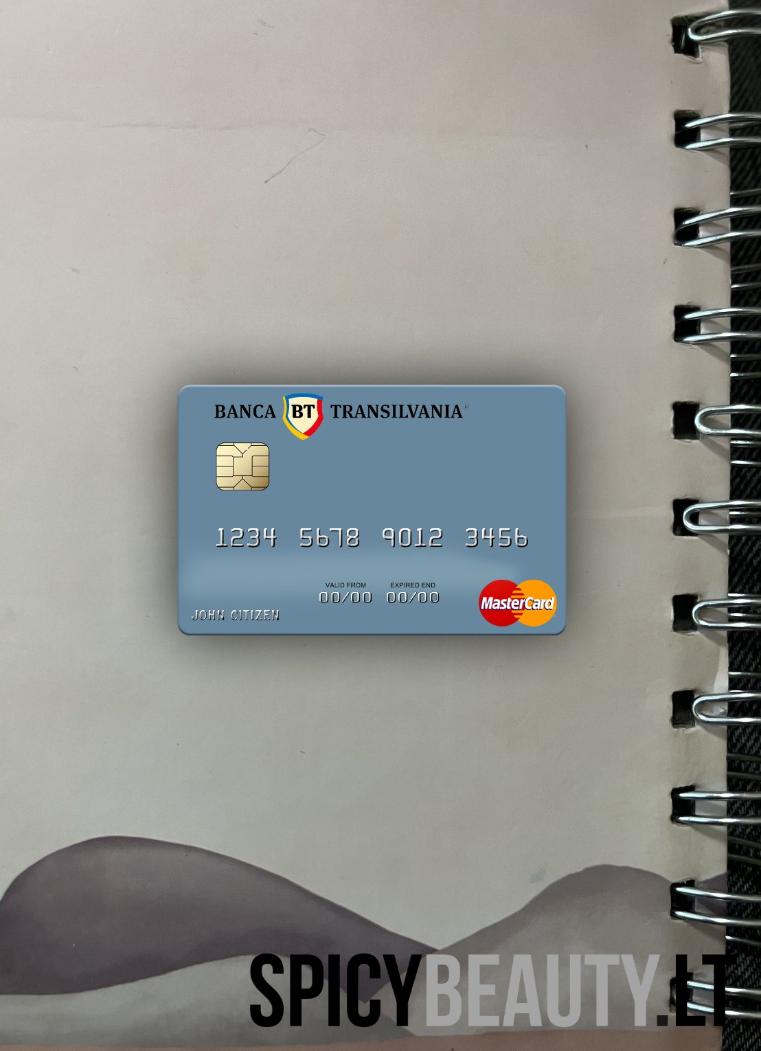 BANCA BT TRANSILVANIA
1234 5678 9012 3456
VALID FROM EXPIRED END
00/00 00/00
JOHN CITIZEN
MasterCard
SPICYBEAUTY.LT